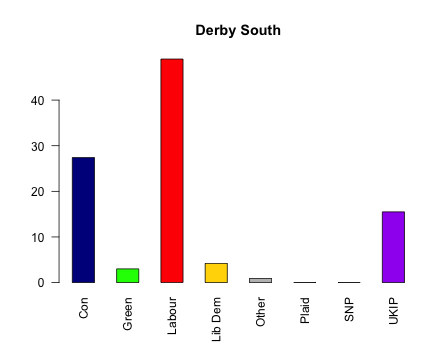 Derby South
40
30
20
10
0
Con
Green
Labour
Lib Dem
Other
Plaid
SNP
UKIP